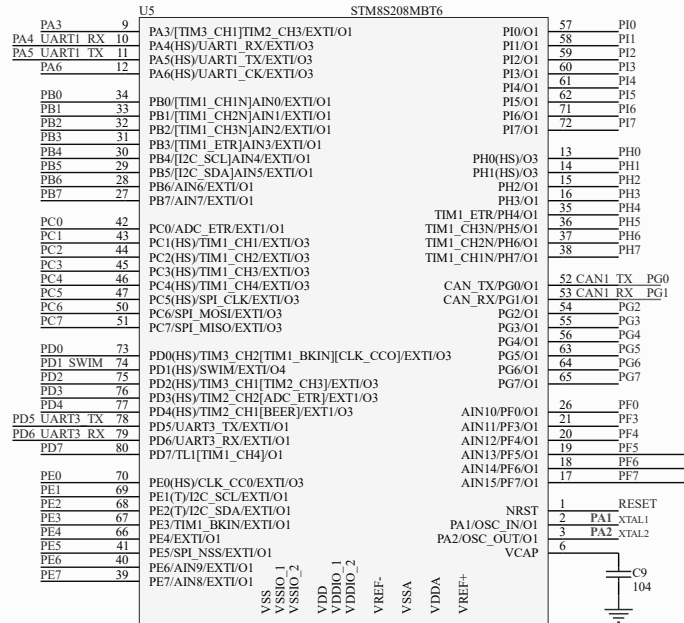 U5 STM8S208MBT6
PA3 9 PA3/[TIM3_CH1]TIM2_CH3/EXTI/O1
PA4 UART1_RX 10 PA4(HS)/UART1_RX/EXTI/O3
PA5 UART1_TX 11 PA5(HS)/UART1_TX/EXTI/O3
PA6 12 PA6(HS)/UART1_CK/EXTI/O3
PB0 34 PB0/[TIM1_CH1N]AIN0/EXTI/O1
PB1 33 PB1/[TIM1_CH2N]AIN1/EXTI/O1
PB2 32 PB2/[TIM1_CH3N]AIN2/EXTI/O1
PB3 31 PB3/[TIM1_ETR]AIN3/EXTI/O1
PB4 30 PB4/[I2C_SCL]AIN4/EXTI/O1
PB5 29 PB5/[I2C_SDA]AIN5/EXTI/O1
PB6 28 PB6/AIN6/EXTI/O1
PB7 27 PB7/AIN7/EXTI/O1
PC0 42 PC0/ADC_ETR/EXT1/O1
PC1 43 PC1(HS)/TIM1_CH1/EXTI/O3
PC2 44 PC2(HS)/TIM1_CH2/EXTI/O3
PC3 45 PC3(HS)/TIM1_CH3/EXTI/O3
PC4 46 PC4(HS)/TIM1_CH4/EXTI/O3
PC5 47 PC5(HS)/SPI_CLK/EXTI/O3
PC6 50 PC6/SPI_MOSI/EXTI/O3
PC7 51 PC7/SPI_MISO/EXTI/O3
PD0 73 PD0(HS)/TIM3_CH2[TIM1_BKIN][CLK_CCO]/EXTI/O3
PD1 SWIM 74 PD1(HS)/SWIM/EXTI/O4
PD2 75 PD2(HS)/TIM3_CH1[TIM2_CH3]/EXTI/O3
PD3 76 PD3(HS)/TIM2_CH2[ADC_ETR]/EXT1/O3
PD4 77 PD4(HS)/TIM2_CH1[BEER]/EXT1/O3
PD5 UART3_TX 78 PD5/UART3_TX/EXTI/O1
PD6 UART3_RX 79 PD6/UART3_RX/EXTI/O1
PD7 80 PD7/TL1[TIM1_CH4]/O1
PE0 70 PE0(HS)/CLK_CC0/EXTI/O3
PE1 69 PE1(T)/I2C_SCL/EXTI/O1
PE2 68 PE2(T)/I2C_SDA/EXTI/O1
PE3 67 PE3/TIM1_BKIN/EXTI/O1
PE4 66 PE4/EXTI/O1
PE5 41 PE5/SPI_NSS/EXTI/O1
PE6 40 PE6/AIN9/EXTI/O1
PE7 39 PE7/AIN8/EXTI/O1
PI0/O1 57 PI0
PI1/O1 58 PI1
PI2/O1 59 PI2
PI3/O1 60 PI3
PI4/O1 61 PI4
PI5/O1 62 PI5
PI6/O1 71 PI6
PI7/O1 72 PI7
PH0(HS)/O3 13 PH0
PH1(HS)/O3 14 PH1
PH2/O1 15 PH2
PH3/O1 16 PH3
TIM1_ETR/PH4/O1 35 PH4
TIM1_CH3N/PH5/O1 36 PH5
TIM1_CH2N/PH6/O1 37 PH6
TIM1_CH1N/PH7/O1 38 PH7
CAN_TX/PG0/O1 52 CAN1_TX PG0
CAN_RX/PG1/O1 53 CAN1_RX PG1
PG2/O1 54 PG2
PG3/O1 55 PG3
PG4/O1 56 PG4
PG5/O1 63 PG5
PG6/O1 64 PG6
PG7/O1 65 PG7
AIN10/PF0/O1 26 PF0
AIN11/PF3/O1 21 PF3
AIN12/PF4/O1 20 PF4
AIN13/PF5/O1 19 PF5
AIN14/PF6/O1 18 PF6
AIN15/PF7/O1 17 PF7
NRST 1 RESET
PA1/OSC_IN/O1 2 PA1 XTAL1
PA2/OSC_OUT/O1 3 PA2 XTAL2
VCAP 6
C9
104
VSS
VSSIO_1
VSSIO_2
VDD
VDDIO_1
VDDIO_2
VREF-
VSSA
VDDA
VREF+